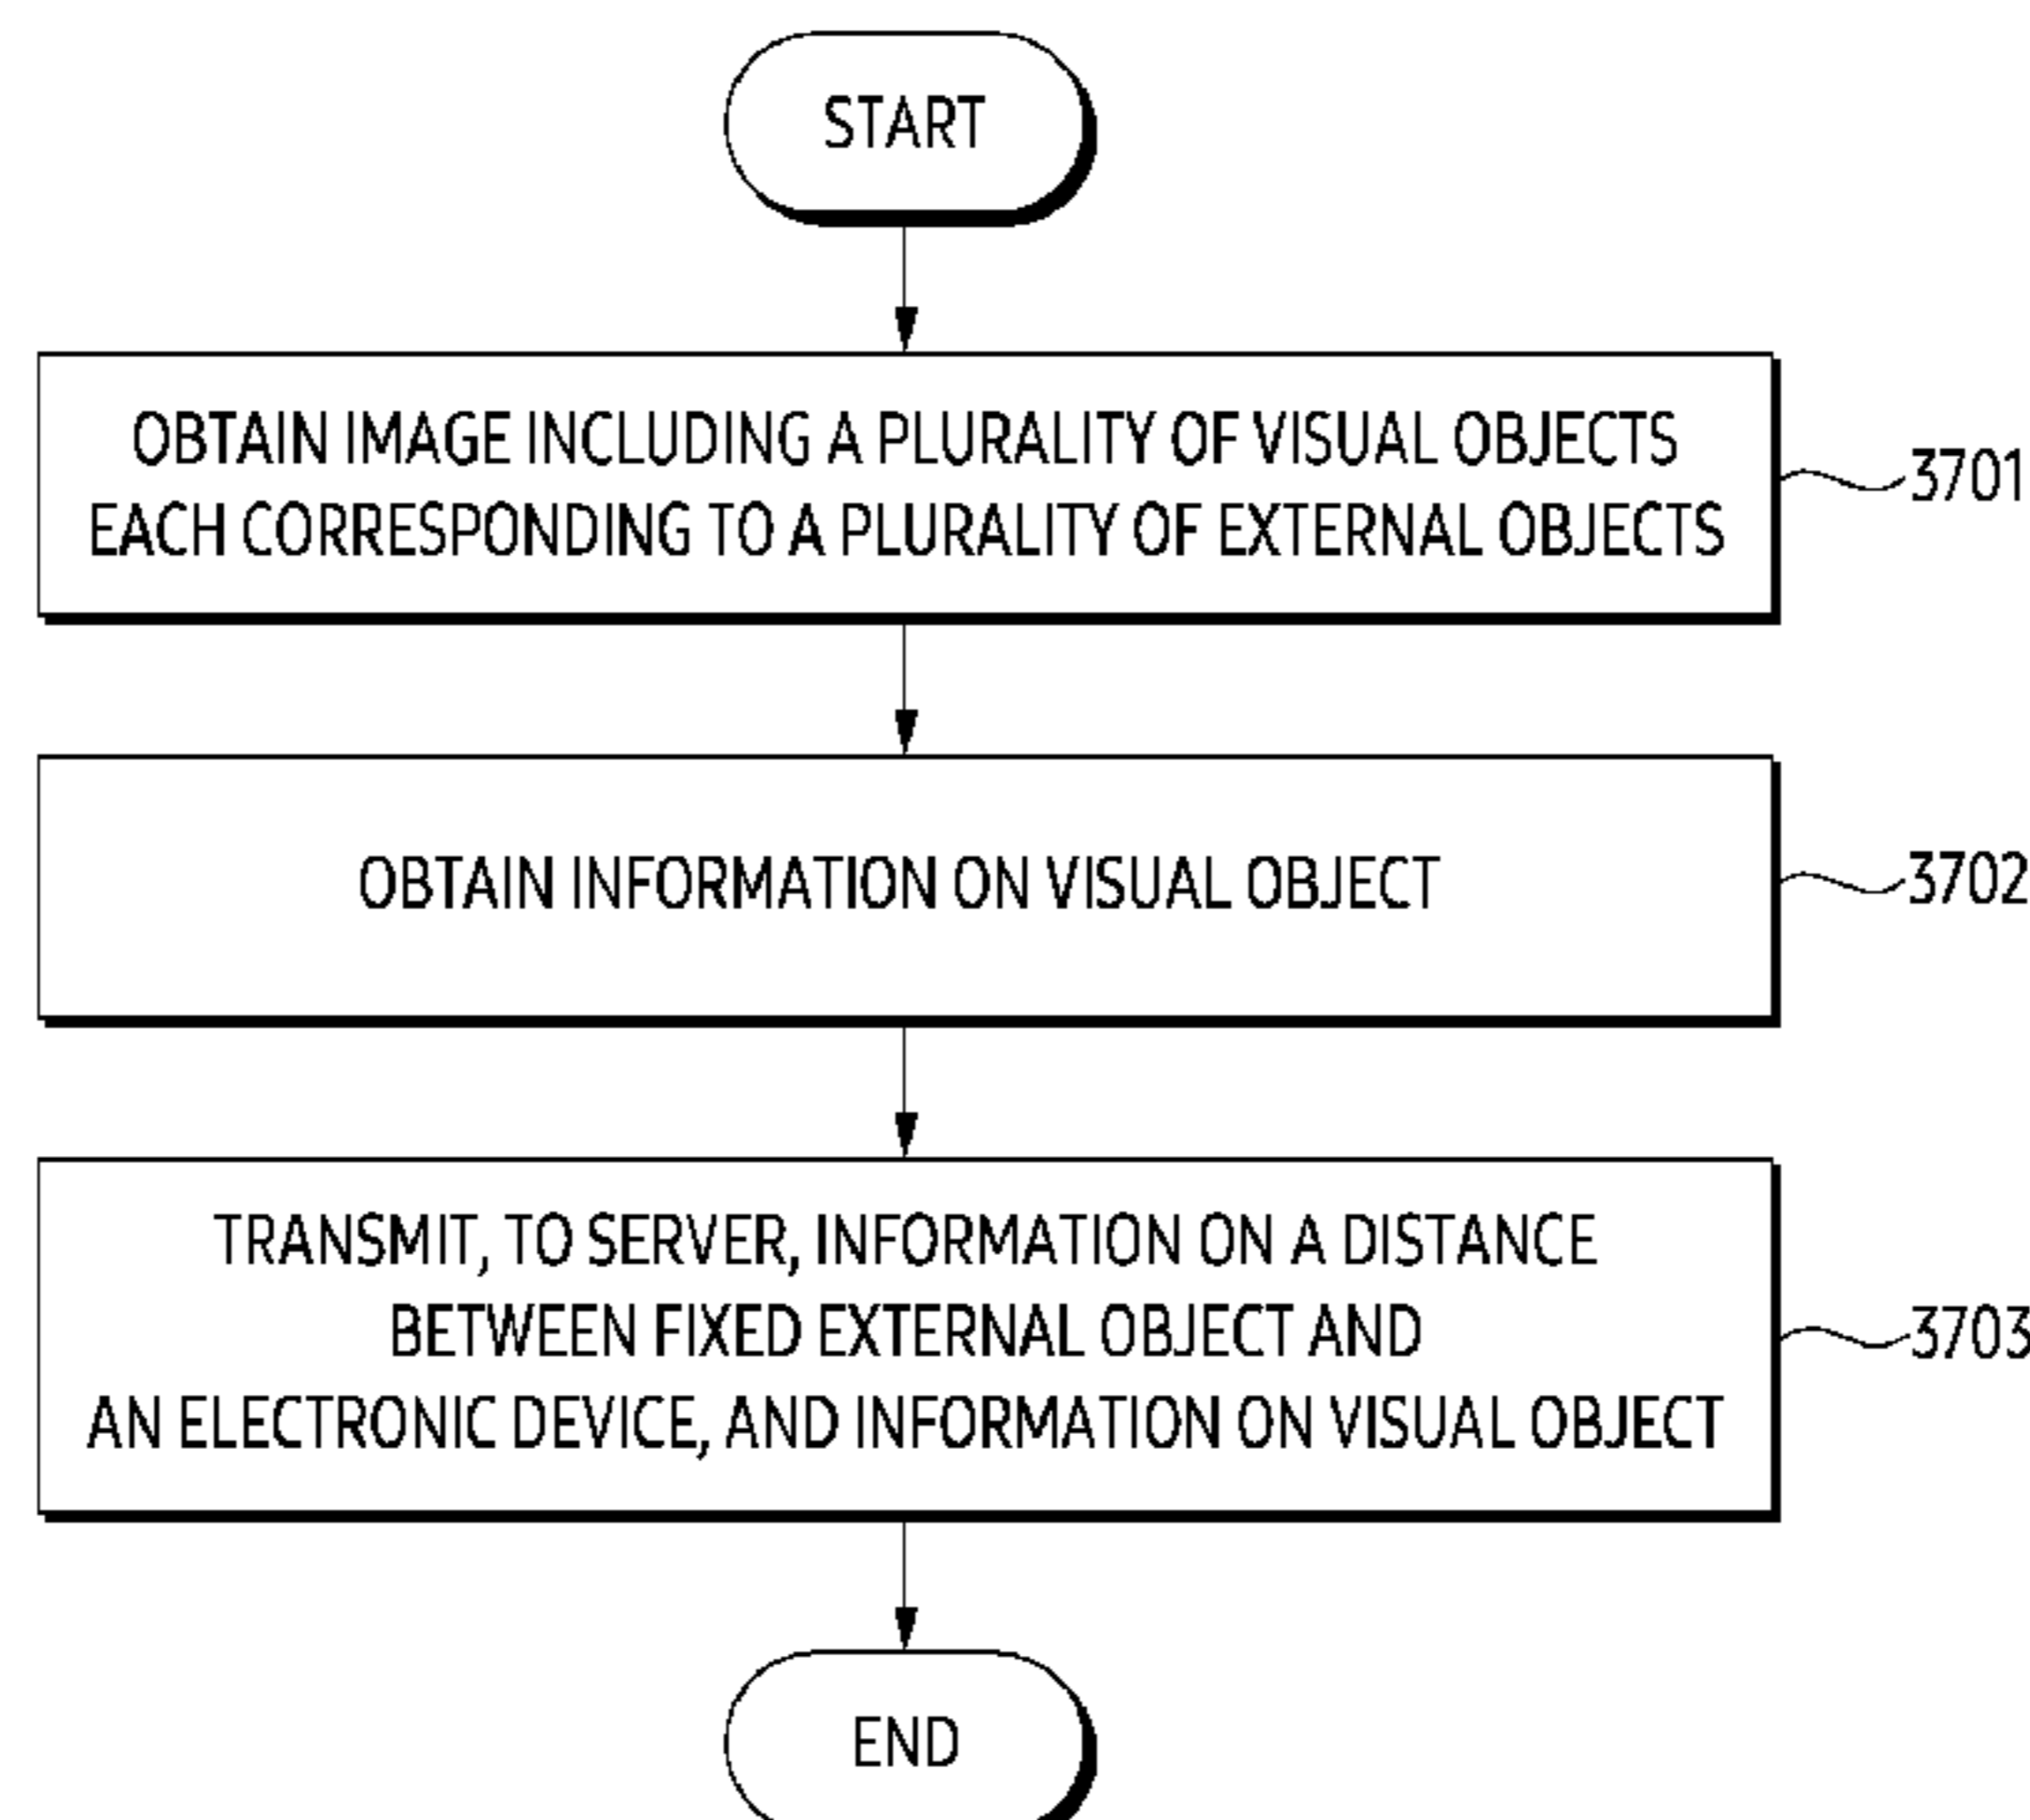 START
OBTAIN IMAGE INCLUDING A PLURALITY OF VISUAL OBJECTS
EACH CORRESPONDING TO A PLURALITY OF EXTERNAL OBJECTS
3701
OBTAIN INFORMATION ON VISUAL OBJECT
3702
TRANSMIT, TO SERVER, INFORMATION ON A DISTANCE
BETWEEN FIXED EXTERNAL OBJECT AND
AN ELECTRONIC DEVICE, AND INFORMATION ON VISUAL OBJECT
3703
END